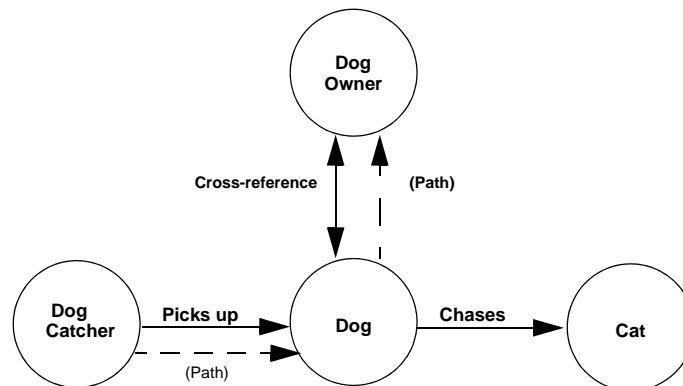 Dog
Owner
Cross-reference
(Path)
Dog
Catcher
Picks up
Dog
Chases
Cat
(Path)